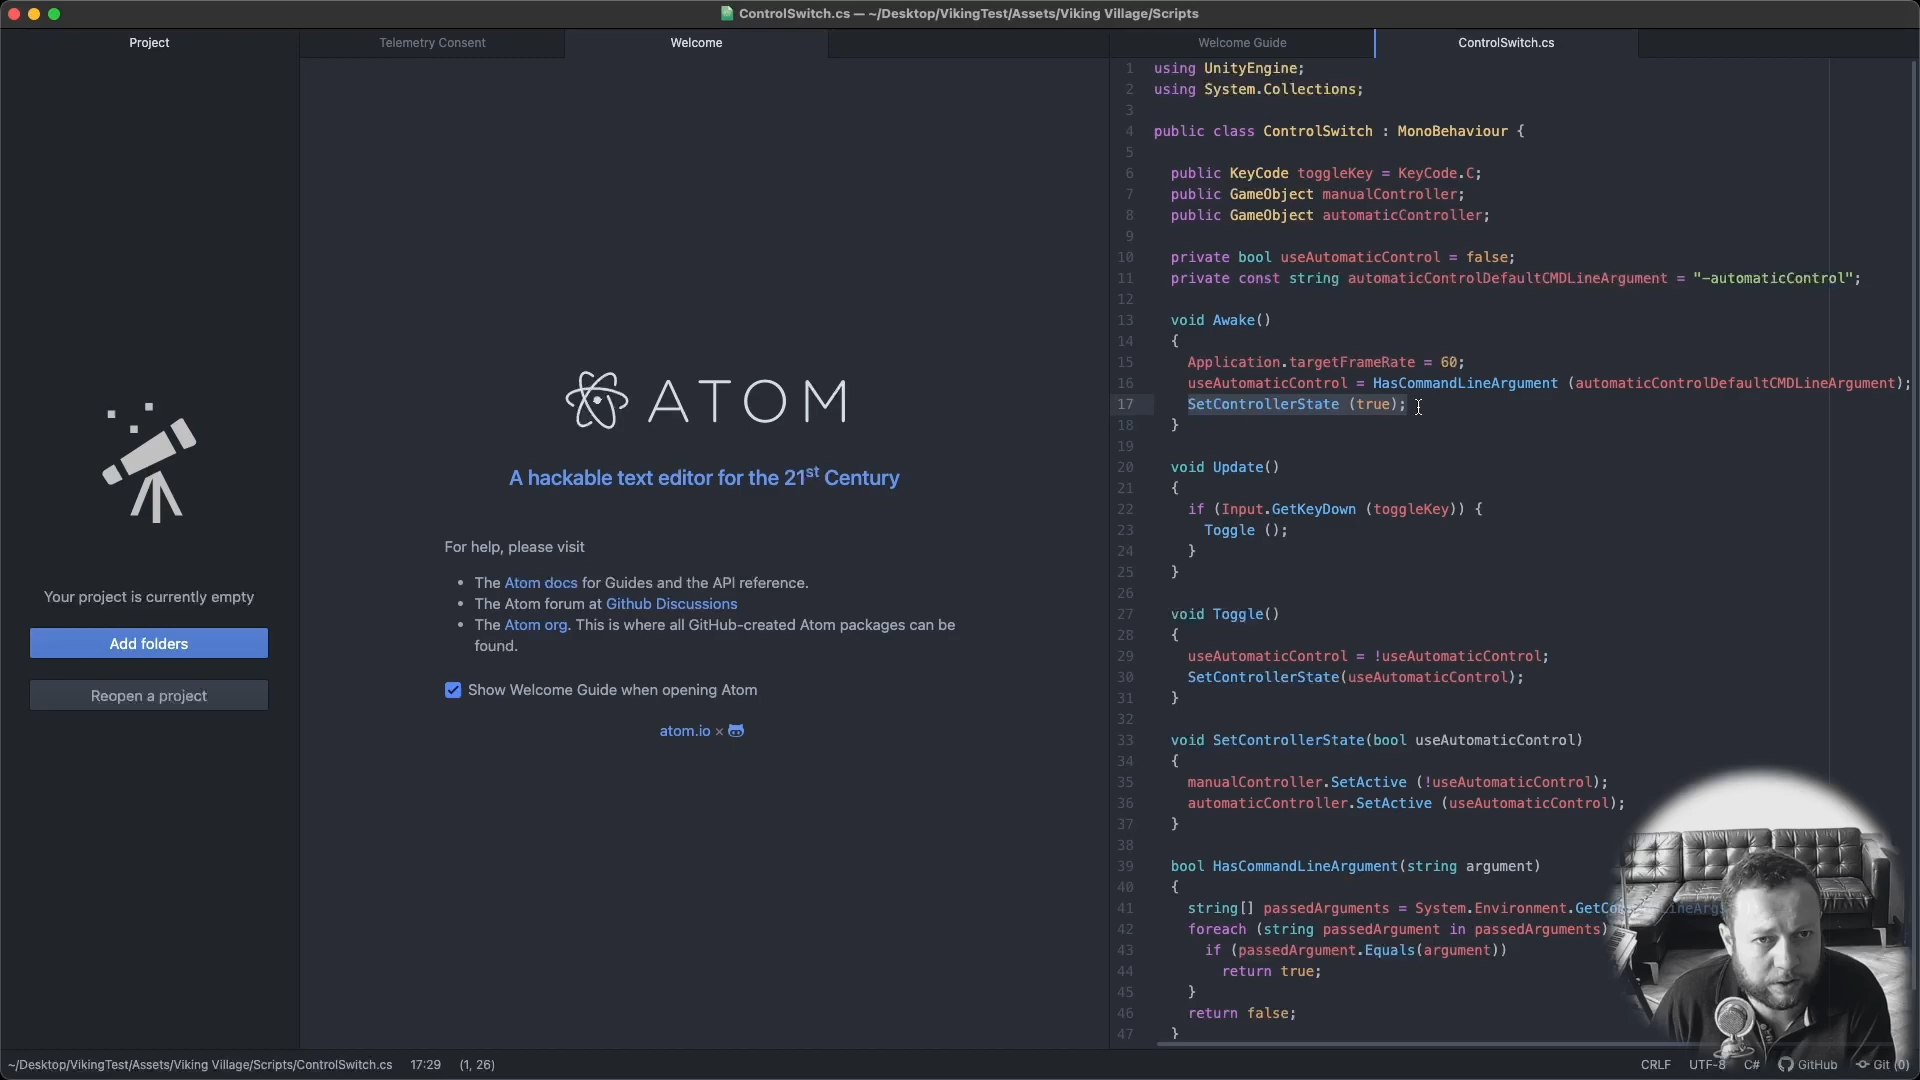 ControlSwitch.cs — ~/Desktop/VikingTest/Assets/Viking Village/Scripts
Project
Telemetry Consent
Welcome
Welcome Guide
ControlSwitch.cs
Your project is currently empty
Add folders
Reopen a project
ATOM
A hackable text editor for the 21st Century
For help, please visit
• The Atom docs for Guides and the API reference.
• The Atom forum at Github Discussions
• The Atom org. This is where all GitHub-created Atom packages can be
found.
Show Welcome Guide when opening Atom
atom.io ×
1 using UnityEngine;
2 using System.Collections;
3
4 public class ControlSwitch : MonoBehaviour {
5
6 public KeyCode toggleKey = KeyCode.C;
7 public GameObject manualController;
8 public GameObject automaticController;
9
10 private bool useAutomaticControl = false;
11 private const string automaticControlDefaultCMDLineArgument = "-automaticControl";
12
13 void Awake()
14 {
15 Application.targetFrameRate = 60;
16 useAutomaticControl = HasCommandLineArgument (automaticControlDefaultCMDLineArgument);
17 SetControllerState (true);
18 }
19
20 void Update()
21 {
22 if (Input.GetKeyDown (toggleKey)) {
23 Toggle ();
24 }
25 }
26
27 void Toggle()
28 {
29 useAutomaticControl = !useAutomaticControl;
30 SetControllerState(useAutomaticControl);
31 }
32
33 void SetControllerState(bool useAutomaticControl)
34 {
35 manualController.SetActive (!useAutomaticControl);
36 automaticController.SetActive (useAutomaticControl);
37 }
38
39 bool HasCommandLineArgument(string argument)
40 {
41 string[] passedArguments = System.Environment.
42 foreach (string passedArgument in passedArguments)
43 if (passedArgument.Equals(argument))
44 return true;
45 }
46 return false;
47 }
~/Desktop/VikingTest/Assets/Viking Village/Scripts/ControlSwitch.cs 17:29 (1, 26)
CRLF UTF-8 C# GitHub Git (0)